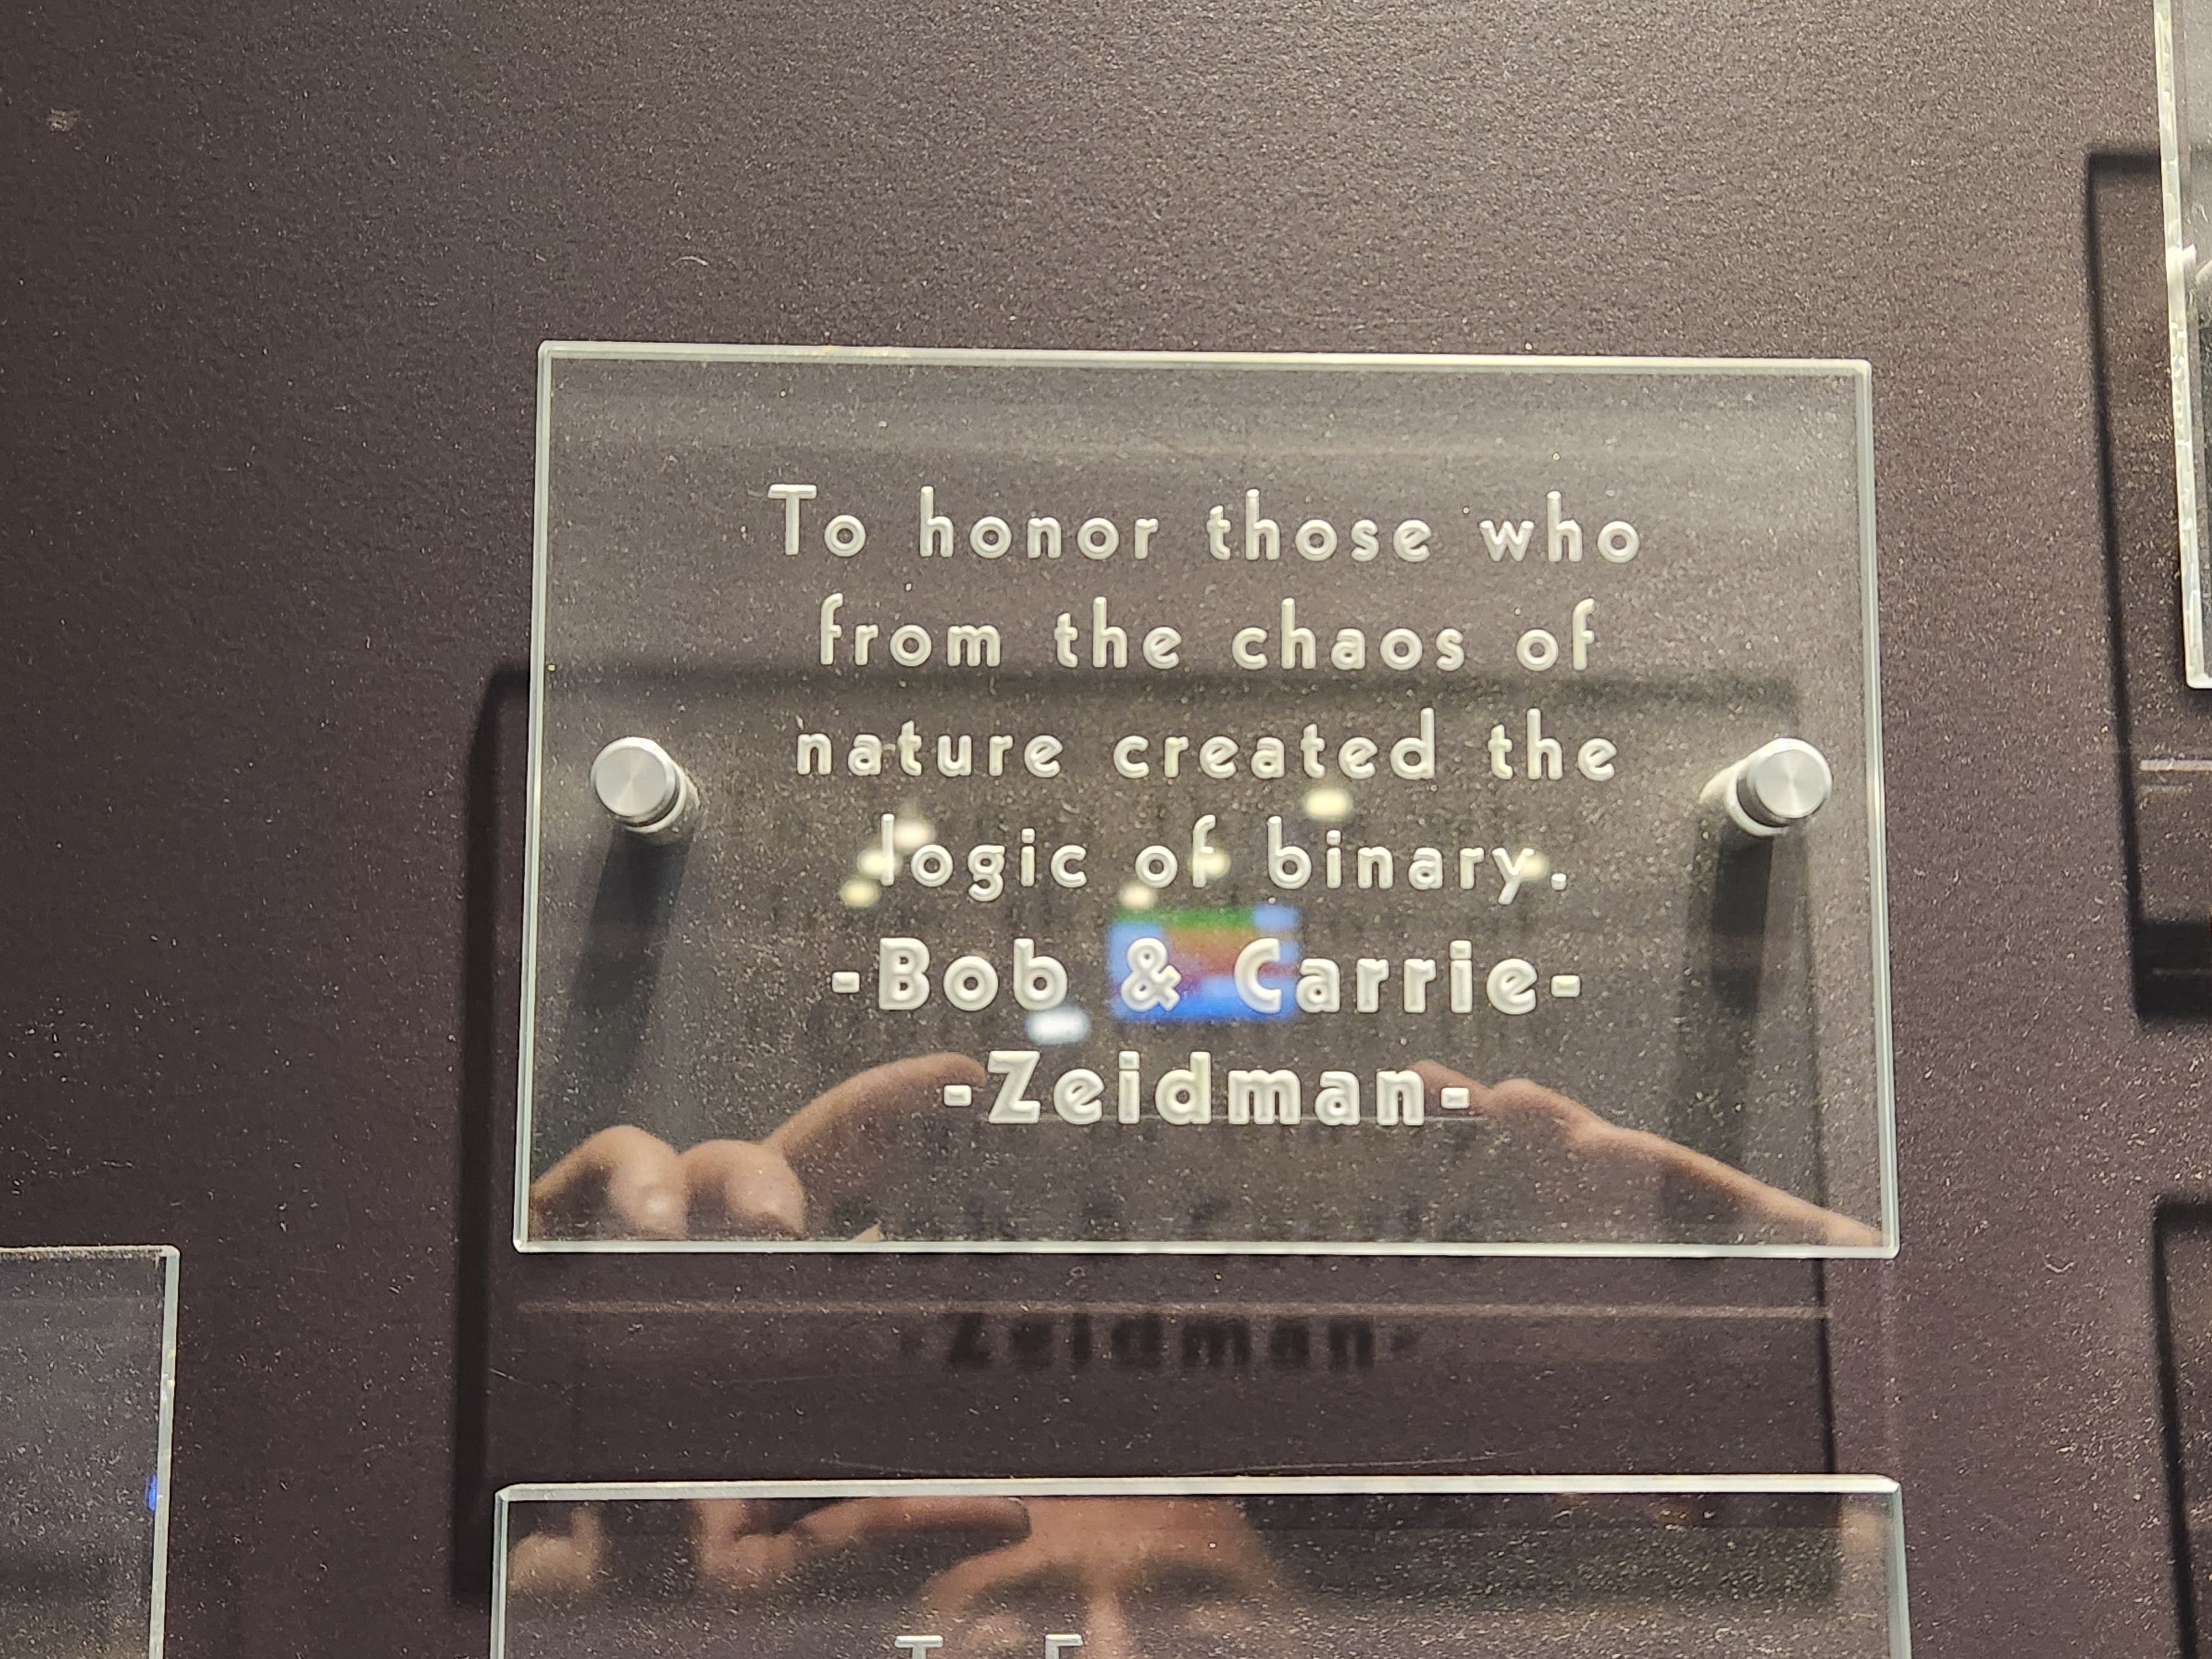 To honor those who
from the chaos of
nature created the
logic of binary.
-Bob & Carrie-
-Zeidman-